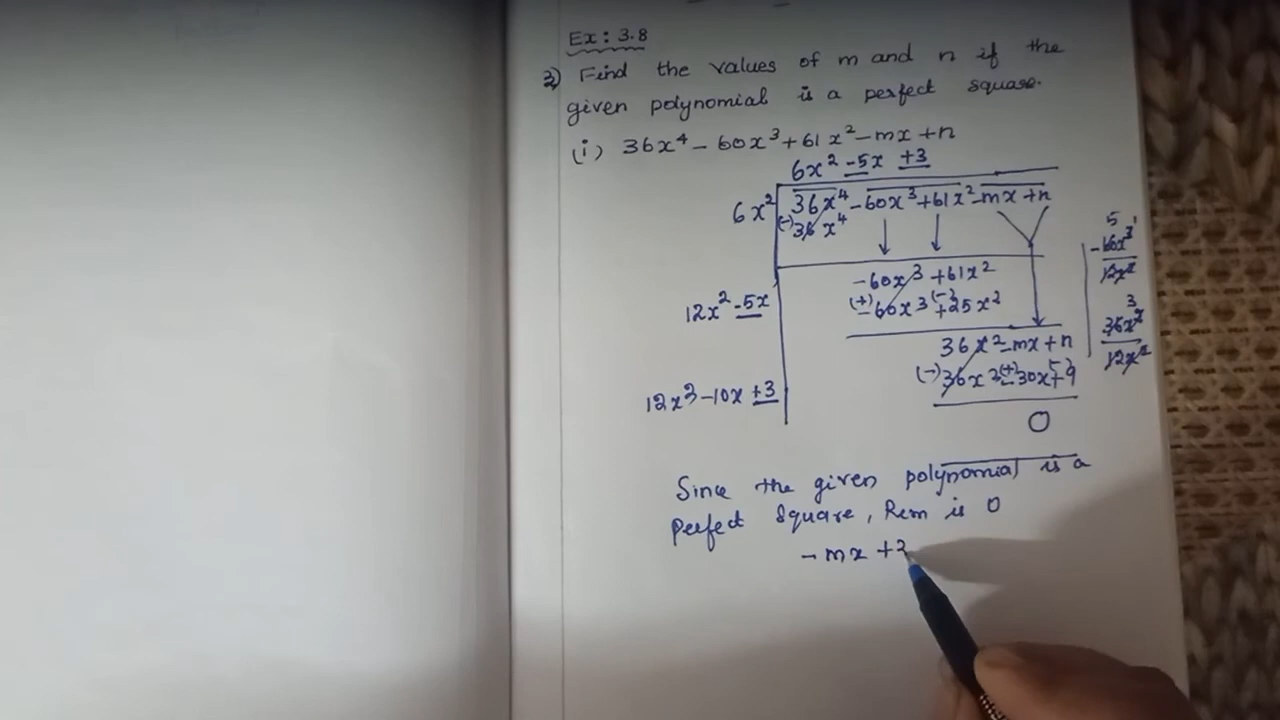 Ex: 3.8
3) Find the values of m and n if the
given polynomial is a perfect square.
(i) 36x⁴ - 60x³ + 61x² - mx + n
6x² - 5x + 3
6x² 36x⁴ - 60x³ + 61x² - mx + n
(-) 36x⁴
-60x³ + 61x²
12x² - 5x (+) -60x³ (-) +25x²
36x² - mx + n
12x² - 10x + 3 (-) 36x² (+) - 30x (-) + 9
0
5
-60x³
12x²
3
36x²
12x²
Since the given polynomial is a
perfect square, Rem is 0
- mx + 3